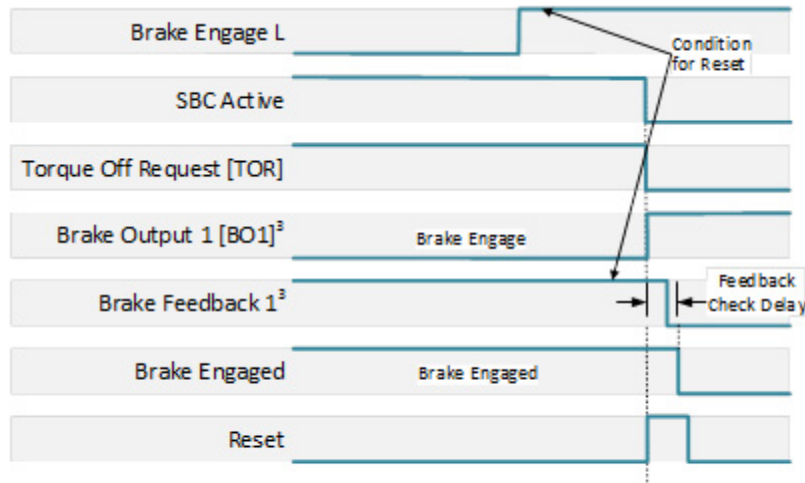 Brake Engage L
Condition
for Reset
SBC Active
Torque Off Request [TOR]
Brake Output 1 [BO1]³
Brake Engage
Brake Feedback 1³
Feedback
Check Delay
Brake Engaged
Brake Engaged
Reset